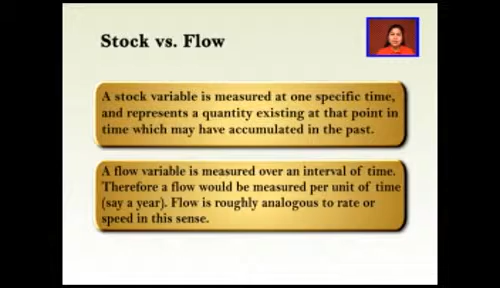 Stock vs. Flow
A stock variable is measured at one specific time,
and represents a quantity existing at that point in
time which may have accumulated in the past.
A flow variable is measured over an interval of time.
Therefore a flow would be measured per unit of time
(say a year). Flow is roughly analogous to rate or
speed in this sense.